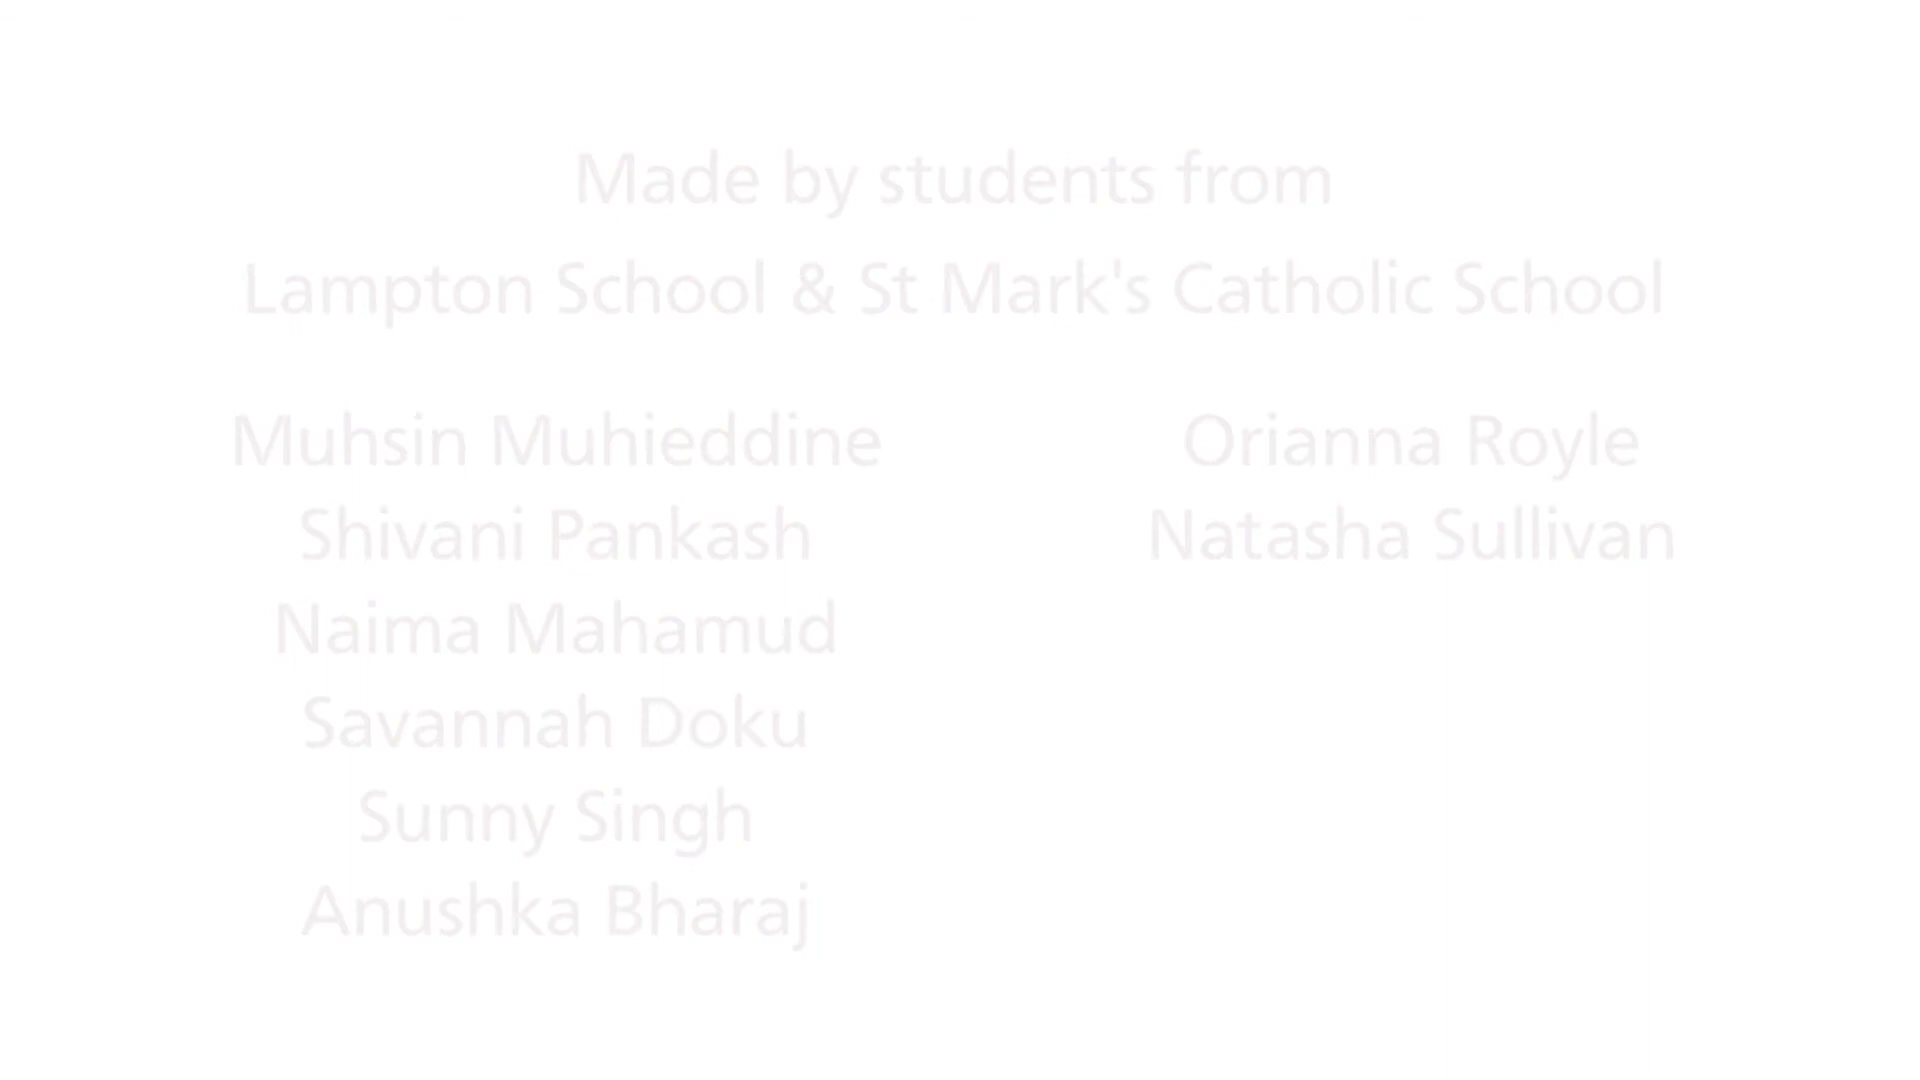 Made by students from
Lampton School & St Mark's Catholic School
Muhsin Muhieddine
Shivani Pankash
Naima Mahamud
Savannah Doku
Sunny Singh
Anushka Bharaj
Orianna Royle
Natasha Sullivan